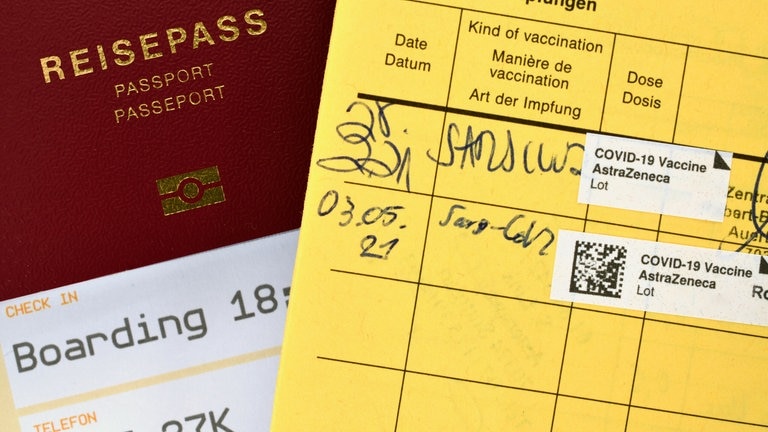 REISEPASS
PASSPORT
PASSEPORT
CHECK IN
Boarding 18:
TELEFON
27K
Date
Datum
Kind of vaccination
Manière de
vaccination
Art der Impfung
Dose
Dosis
COVID-19 Vaccine
AstraZeneca
Lot
03.05.
21
COVID-19 Vaccine
AstraZeneca
Lot